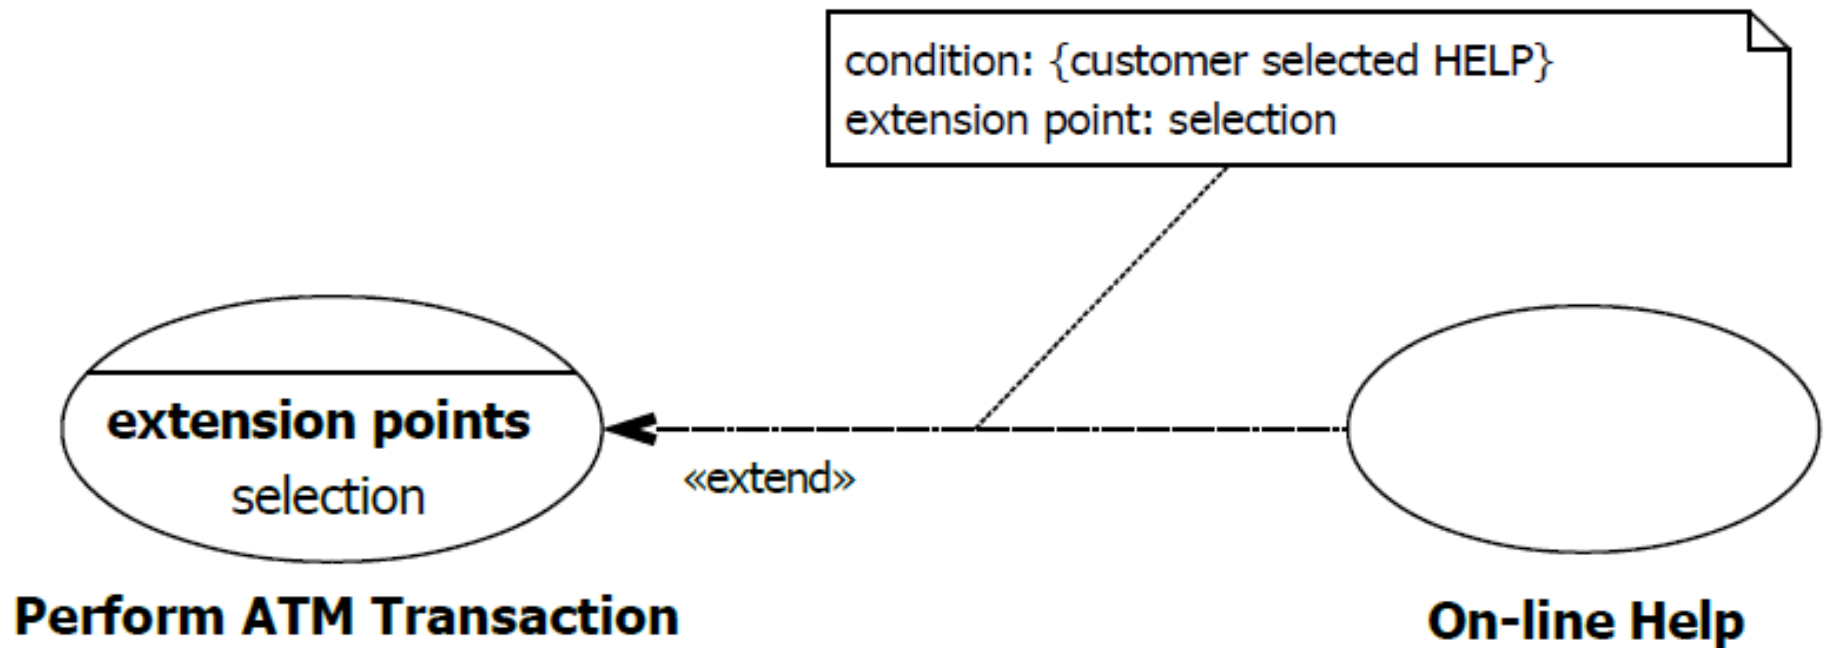 condition: {customer selected HELP}
extension point: selection
extension points
selection
«extend»
Perform ATM Transaction
On-line Help